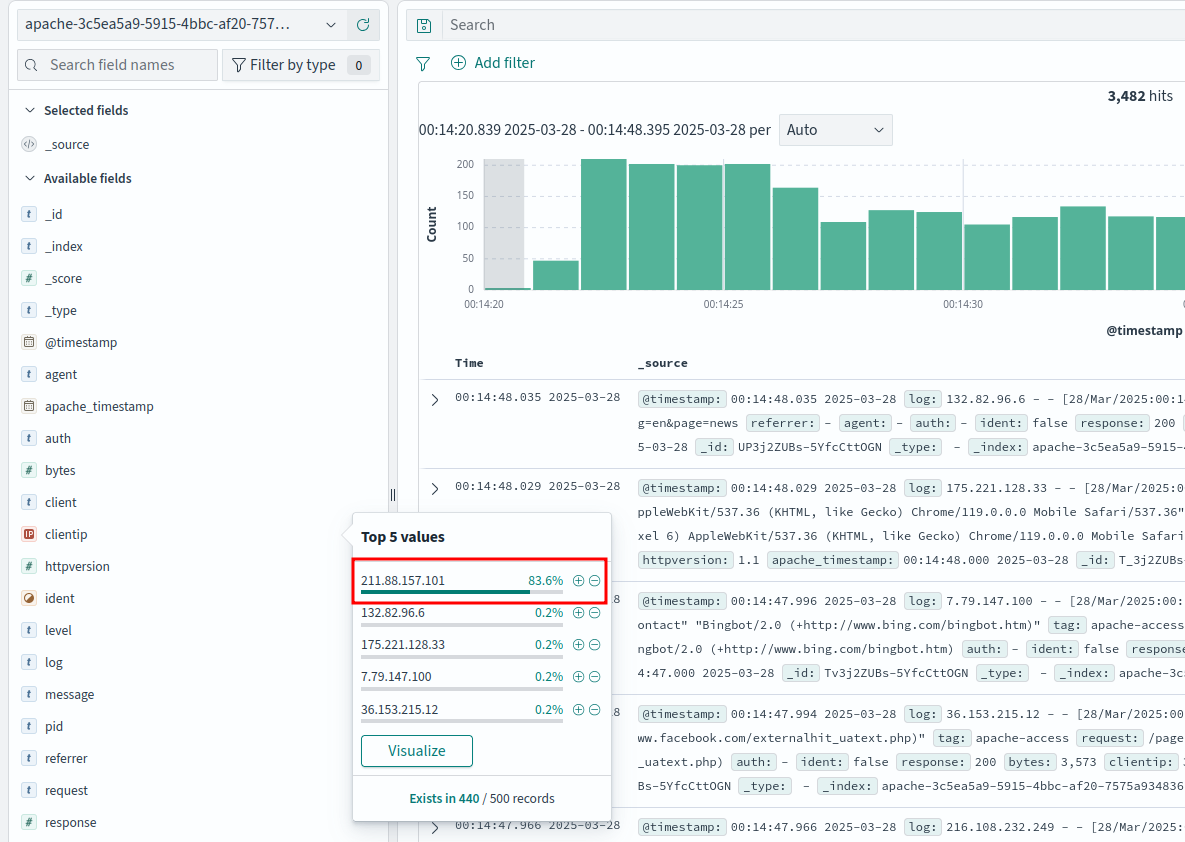 apache-3c5ea5a9-5915-4bbc-af20-757…
Search
Search field names
Filter by type 0
Add filter
Selected fields
_source
Available fields
_id
_index
_score
_type
@timestamp
agent
apache_timestamp
auth
bytes
client
clientip
httpversion
ident
level
log
message
pid
referrer
request
response
3,482 hits
00:14:20.839 2025-03-28 - 00:14:48.395 2025-03-28 per Auto
Count
200
150
100
50
0
00:14:20 00:14:25 00:14:30
@timestamp
Time _source
00:14:48.035 2025-03-28 @timestamp: 00:14:48.035 2025-03-28 log: 132.82.96.6 - - [28/Mar/2025:00:1
g=en&page=news referrer: - agent: - auth: - ident: false response: 200
5-03-28 _id: UP3j2ZUBs-5YfCttOGN _type: - _index: apache-3c5ea5a9-5915-
00:14:48.029 2025-03-28 @timestamp: 00:14:48.029 2025-03-28 log: 175.221.128.33 - - [28/Mar/2025:0
ppleWebKit/537.36 (KHTML, like Gecko) Chrome/119.0.0.0 Mobile Safari/537.36"
xel 6) AppleWebKit/537.36 (KHTML, like Gecko) Chrome/119.0.0.0 Mobile Safari
httpversion: 1.1 apache_timestamp: 00:14:48.000 2025-03-28 _id: T_3j2ZUBs-
8 @timestamp: 00:14:47.996 2025-03-28 log: 7.79.147.100 - - [28/Mar/2025:00:
ontact" "Bingbot/2.0 (+http://www.bing.com/bingbot.htm)" tag: apache-access
ngbot/2.0 (+http://www.bing.com/bingbot.htm) auth: - ident: false response
4:47.000 2025-03-28 _id: Tv3j2ZUBs-5YfCttOGN _type: - _index: apache-3c
8 @timestamp: 00:14:47.994 2025-03-28 log: 36.153.215.12 - - [28/Mar/2025:00
ww.facebook.com/externalhit_uatext.php)" tag: apache-access request: /page
_uatext.php) auth: - ident: false response: 200 bytes: 3,573 clientip:
Bs-5YfCttOGN _type: - _index: apache-3c5ea5a9-5915-4bbc-af20-7575a934836
00:14:47.966 2025-03-28 @timestamp: 00:14:47.966 2025-03-28 log: 216.108.232.249 - - [28/Mar/2025:
Top 5 values
211.88.157.101 83.6%
132.82.96.6 0.2%
175.221.128.33 0.2%
7.79.147.100 0.2%
36.153.215.12 0.2%
Visualize
Exists in 440 / 500 records